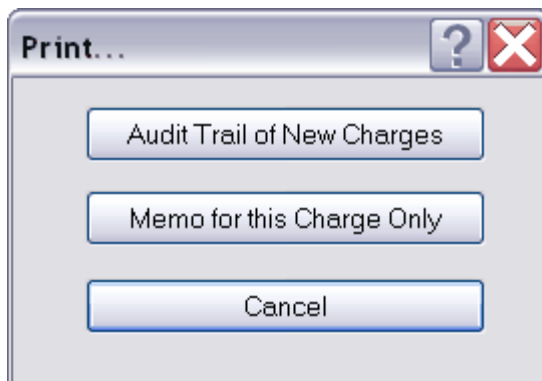 Print...
?
Audit Trail of New Charges
Memo for this Charge Only
Cancel